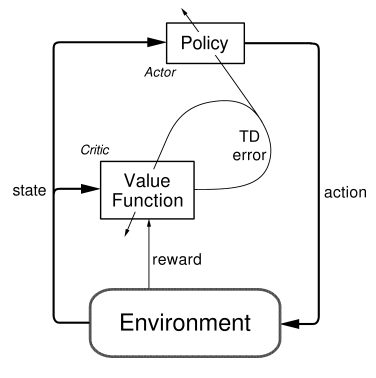 Policy
Actor
TD
error
Critic
Value
Function
state
action
reward
Environment